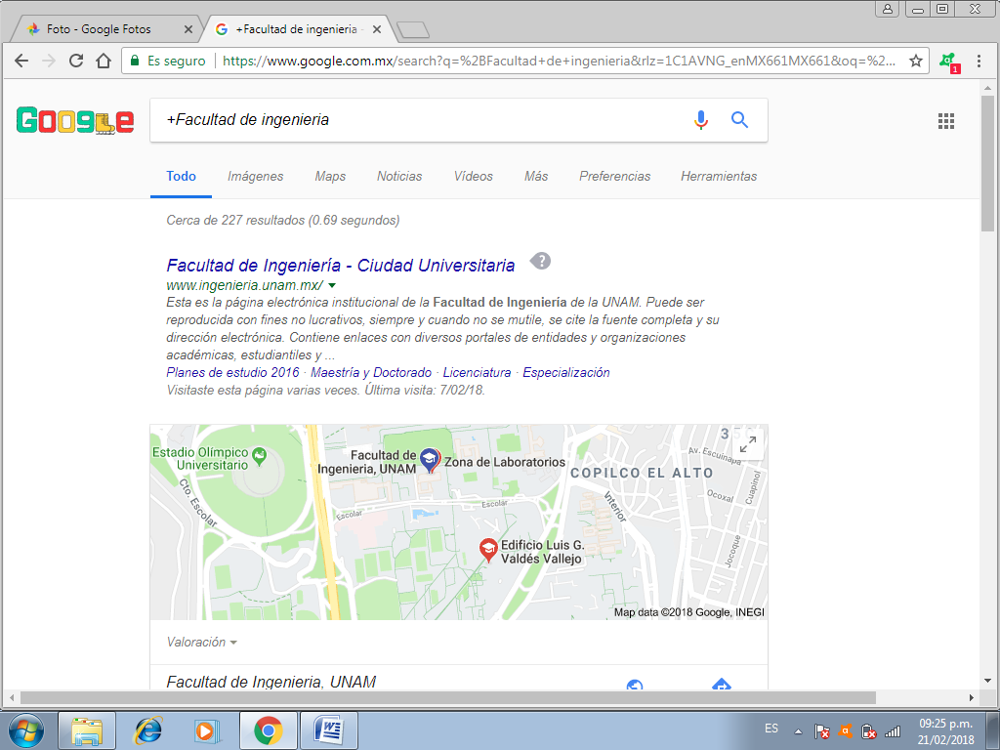 Foto - Google Fotos
+Facultad de ingenieria -
Es seguro
https://www.google.com.mx/search?q=%2BFacultad+de+ingenieria&rlz=1C1AVNG_enMX661MX661&oq=%2...
1
Google
+Facultad de ingenieria
Todo Imágenes Maps Noticias Vídeos Más Preferencias Herramientas
Cerca de 227 resultados (0.69 segundos)
Facultad de Ingeniería - Ciudad Universitaria ?
www.ingenieria.unam.mx/
Esta es la página electrónica institucional de la Facultad de Ingeniería de la UNAM. Puede ser
reproducida con fines no lucrativos, siempre y cuando no se mutile, se cite la fuente completa y su
dirección electrónica. Contiene enlaces con diversos portales de entidades y organizaciones
académicas, estudiantiles y ...
Planes de estudio 2016 · Maestría y Doctorado · Licenciatura · Especialización
Visitaste esta página varias veces. Última visita: 7/02/18.
Estadio Olímpico
Universitario
Facultad de
Ingenieria, UNAM
Zona de Laboratorios
COPILCO EL ALTO
Av. Escuinapa
Cto. Escolar
Escolar
Escolar
Interior
Ocoxal
Cuapinol
Jocoque
Edificio Luis G.
Valdés Vallejo
Map data ©2018 Google, INEGI
Valoración
Facultad de Ingenieria, UNAM
ES
09:25 p.m.
21/02/2018